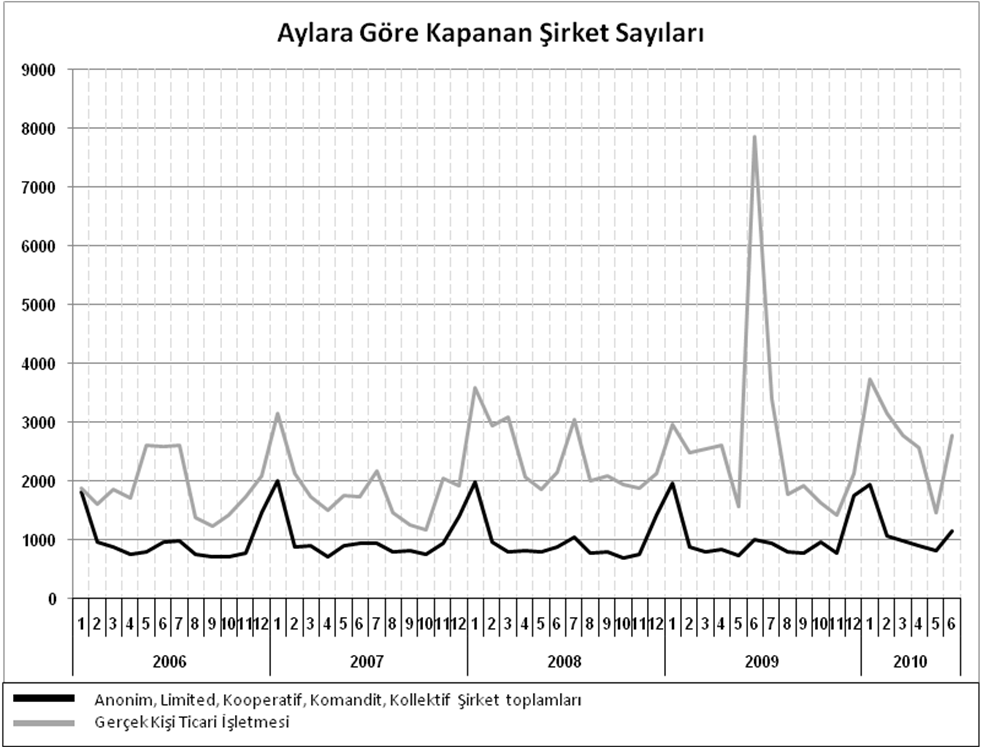 Aylara Göre Kapanan Şirket Sayıları
9000
8000
7000
6000
5000
4000
3000
2000
1000
0
1 2 3 4 5 6 7 8 9 10 11 12 1 2 3 4 5 6 7 8 9 10 11 12 1 2 3 4 5 6 7 8 9 10 11 12 1 2 3 4 5 6 7 8 9 10 11 12 1 2 3 4 5 6
2006 2007 2008 2009 2010
Anonim, Limited, Kooperatif, Komandit, Kollektif Şirket toplamları
Gerçek Kişi Ticari İşletmesi